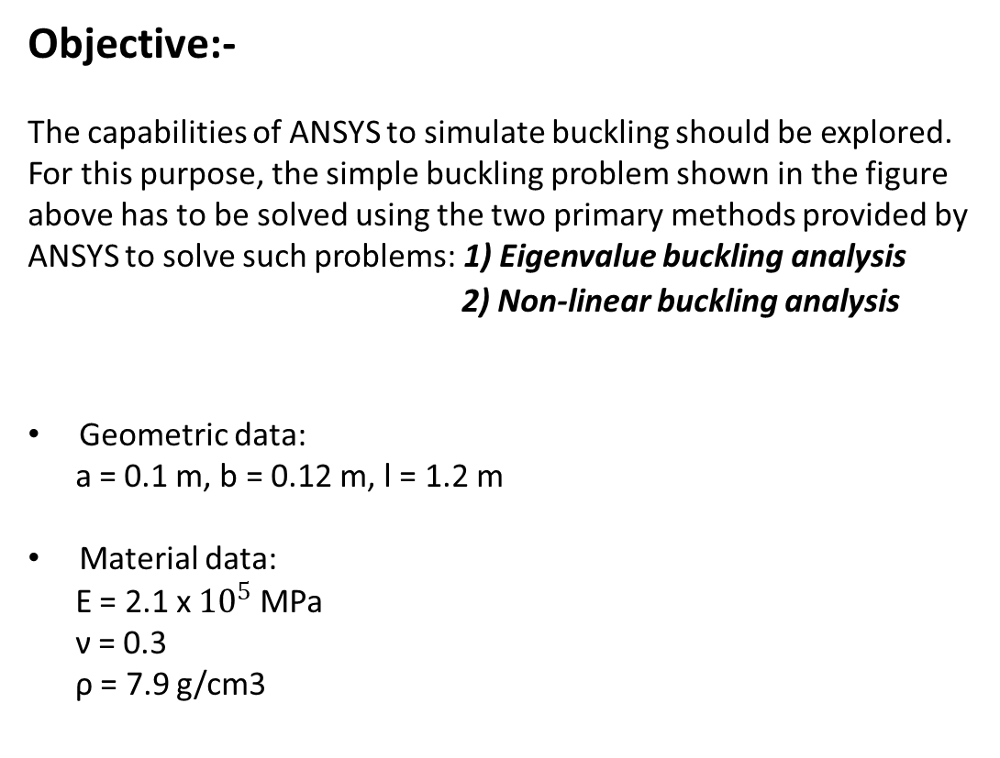 Objective:-
The capabilities of ANSYS to simulate buckling should be explored.
For this purpose, the simple buckling problem shown in the figure
above has to be solved using the two primary methods provided by
ANSYS to solve such problems: 1) Eigenvalue buckling analysis
2) Non-linear buckling analysis
• Geometric data:
a = 0.1 m, b = 0.12 m, l = 1.2 m
• Material data:
E = 2.1 x 10⁵ MPa
ν = 0.3
ρ = 7.9 g/cm3